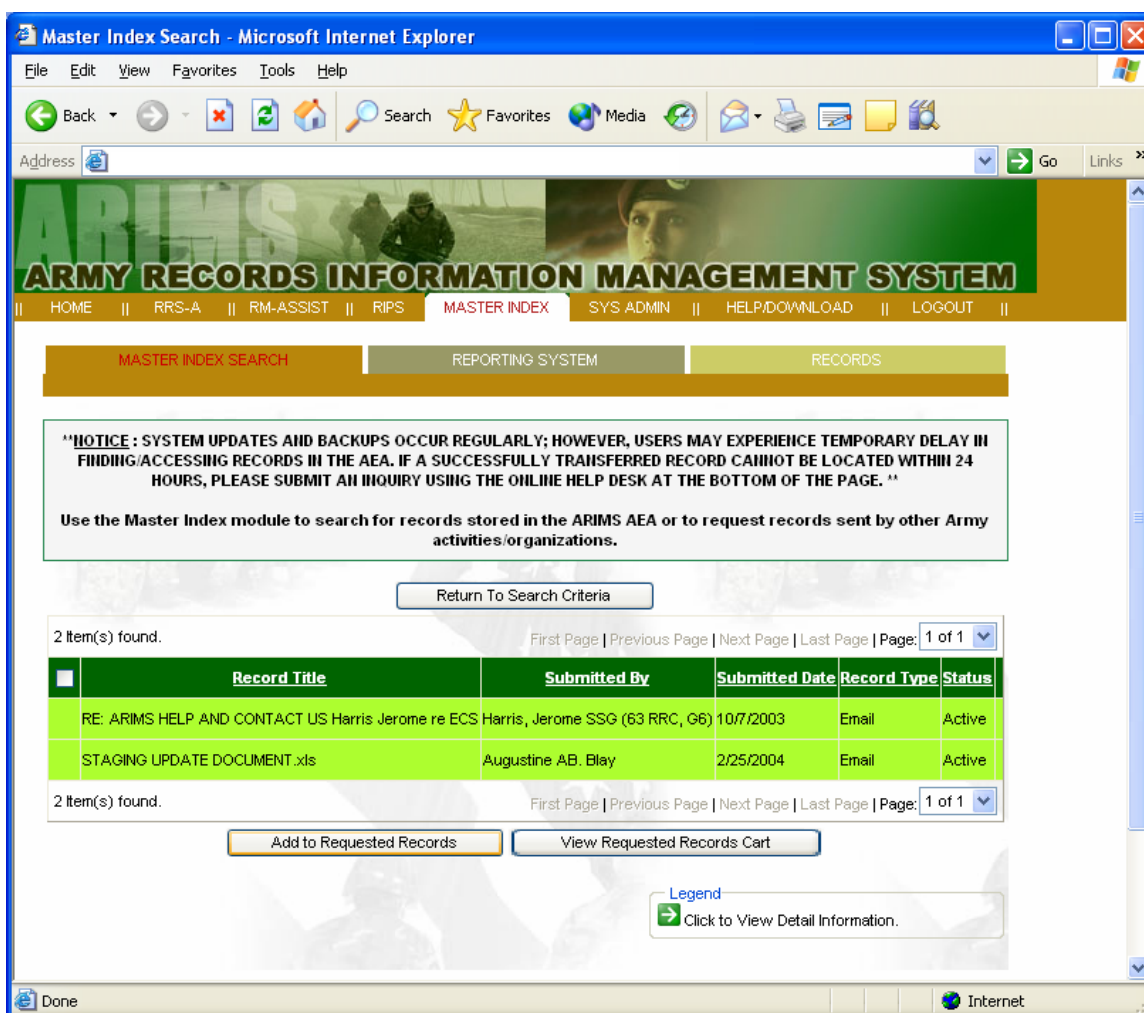 Master Index Search - Microsoft Internet Explorer
File Edit View Favorites Tools Help
Back Search Favorites Media
Address Go Links »
ARIMS
ARMY RECORDS INFORMATION MANAGEMENT SYSTEM
|| HOME || RRS-A || RM-ASSIST || RIPS MASTER INDEX SYS ADMIN || HELP/DOWNLOAD || LOGOUT ||
MASTER INDEX SEARCH REPORTING SYSTEM RECORDS
**NOTICE : SYSTEM UPDATES AND BACKUPS OCCUR REGULARLY; HOWEVER, USERS MAY EXPERIENCE TEMPORARY DELAY IN
FINDING/ACCESSING RECORDS IN THE AEA. IF A SUCCESSFULLY TRANSFERRED RECORD CANNOT BE LOCATED WITHIN 24
HOURS, PLEASE SUBMIT AN INQUIRY USING THE ONLINE HELP DESK AT THE BOTTOM OF THE PAGE. **
Use the Master Index module to search for records stored in the ARIMS AEA or to request records sent by other Army
activities/organizations.
Return To Search Criteria
2 Item(s) found. First Page | Previous Page | Next Page | Last Page | Page: 1 of 1
Record Title Submitted By Submitted Date Record Type Status
RE: ARIMS HELP AND CONTACT US Harris Jerome re ECS Harris, Jerome SSG (63 RRC, G6) 10/7/2003 Email Active
STAGING UPDATE DOCUMENT.xls Augustine AB. Blay 2/25/2004 Email Active
2 Item(s) found. First Page | Previous Page | Next Page | Last Page | Page: 1 of 1
Add to Requested Records View Requested Records Cart
Legend
Click to View Detail Information.
Done Internet